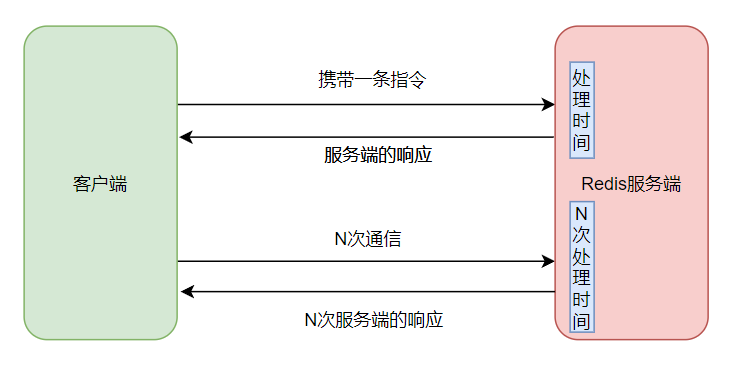 携带一条指令
处理时间
服务端的响应
客户端
Redis服务端
N次通信
N次处理时间
N次服务端的响应